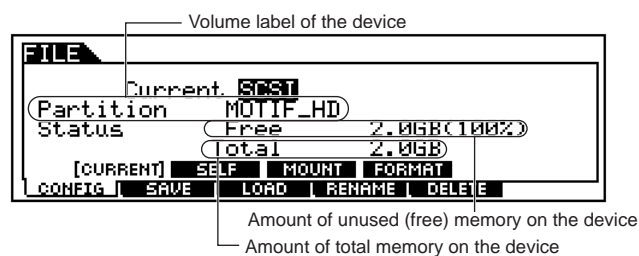 Volume label of the device
FILE
Current SCSI
Partition MOTIF_HD
Status Free 2.0GB(100%)
Total 2.0GB
[CURRENT] SELF MOUNT FORMAT
CONFIG SAVE LOAD RENAME DELETE
Amount of unused (free) memory on the device
Amount of total memory on the device